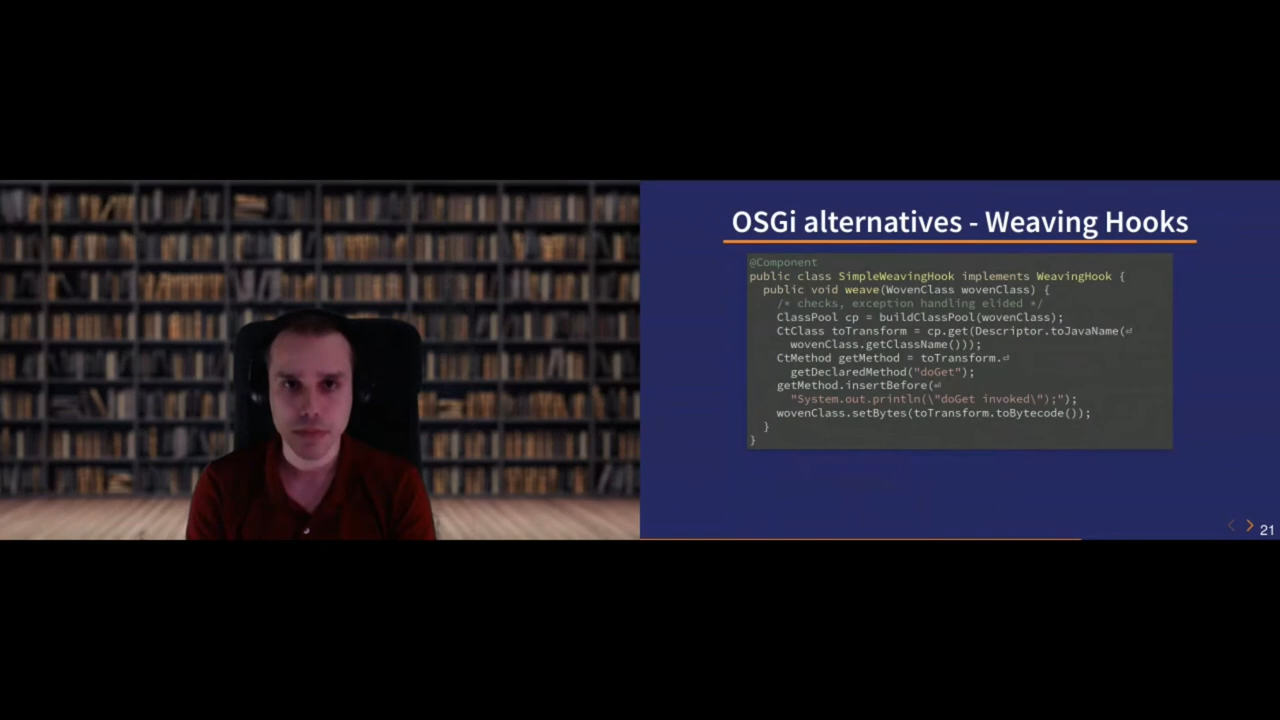 OSGi alternatives - Weaving Hooks
@Component
public class SimpleWeavingHook implements WeavingHook {
public void weave(WovenClass wovenClass) {
/* checks, exception handling elided */
ClassPool cp = buildClassPool(wovenClass);
CtClass toTransform = cp.get(Descriptor.toJavaName(⏎
wovenClass.getClassName()));
CtMethod getMethod = toTransform.⏎
getDeclaredMethod("doGet");
getMethod.insertBefore(⏎
"System.out.println(\"doGet invoked\");");
wovenClass.setBytes(toTransform.toBytecode());
}
}
21